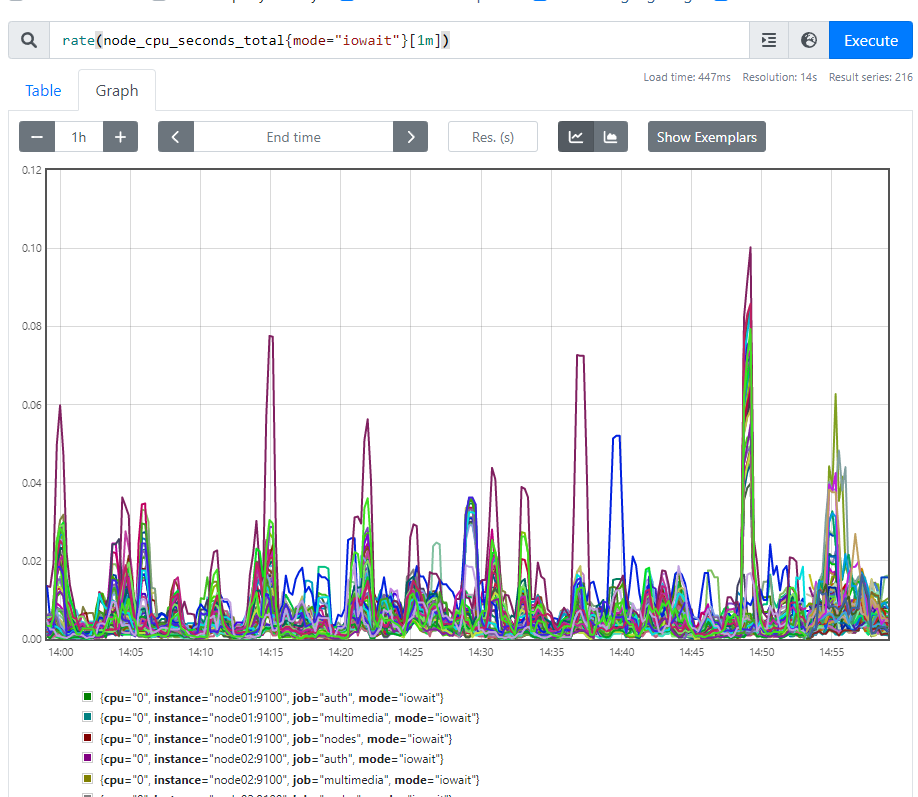 rate(node_cpu_seconds_total{mode="iowait"}[1m])
Execute
Load time: 447ms Resolution: 14s Result series: 216
Table Graph
1h End time Res. (s) Show Exemplars
0.12
0.10
0.08
0.06
0.04
0.02
0.00
14:00 14:05 14:10 14:15 14:20 14:25 14:30 14:35 14:40 14:45 14:50 14:55
{cpu="0", instance="node01:9100", job="auth", mode="iowait"}
{cpu="0", instance="node01:9100", job="multimedia", mode="iowait"}
{cpu="0", instance="node01:9100", job="nodes", mode="iowait"}
{cpu="0", instance="node02:9100", job="auth", mode="iowait"}
{cpu="0", instance="node02:9100", job="multimedia", mode="iowait"}